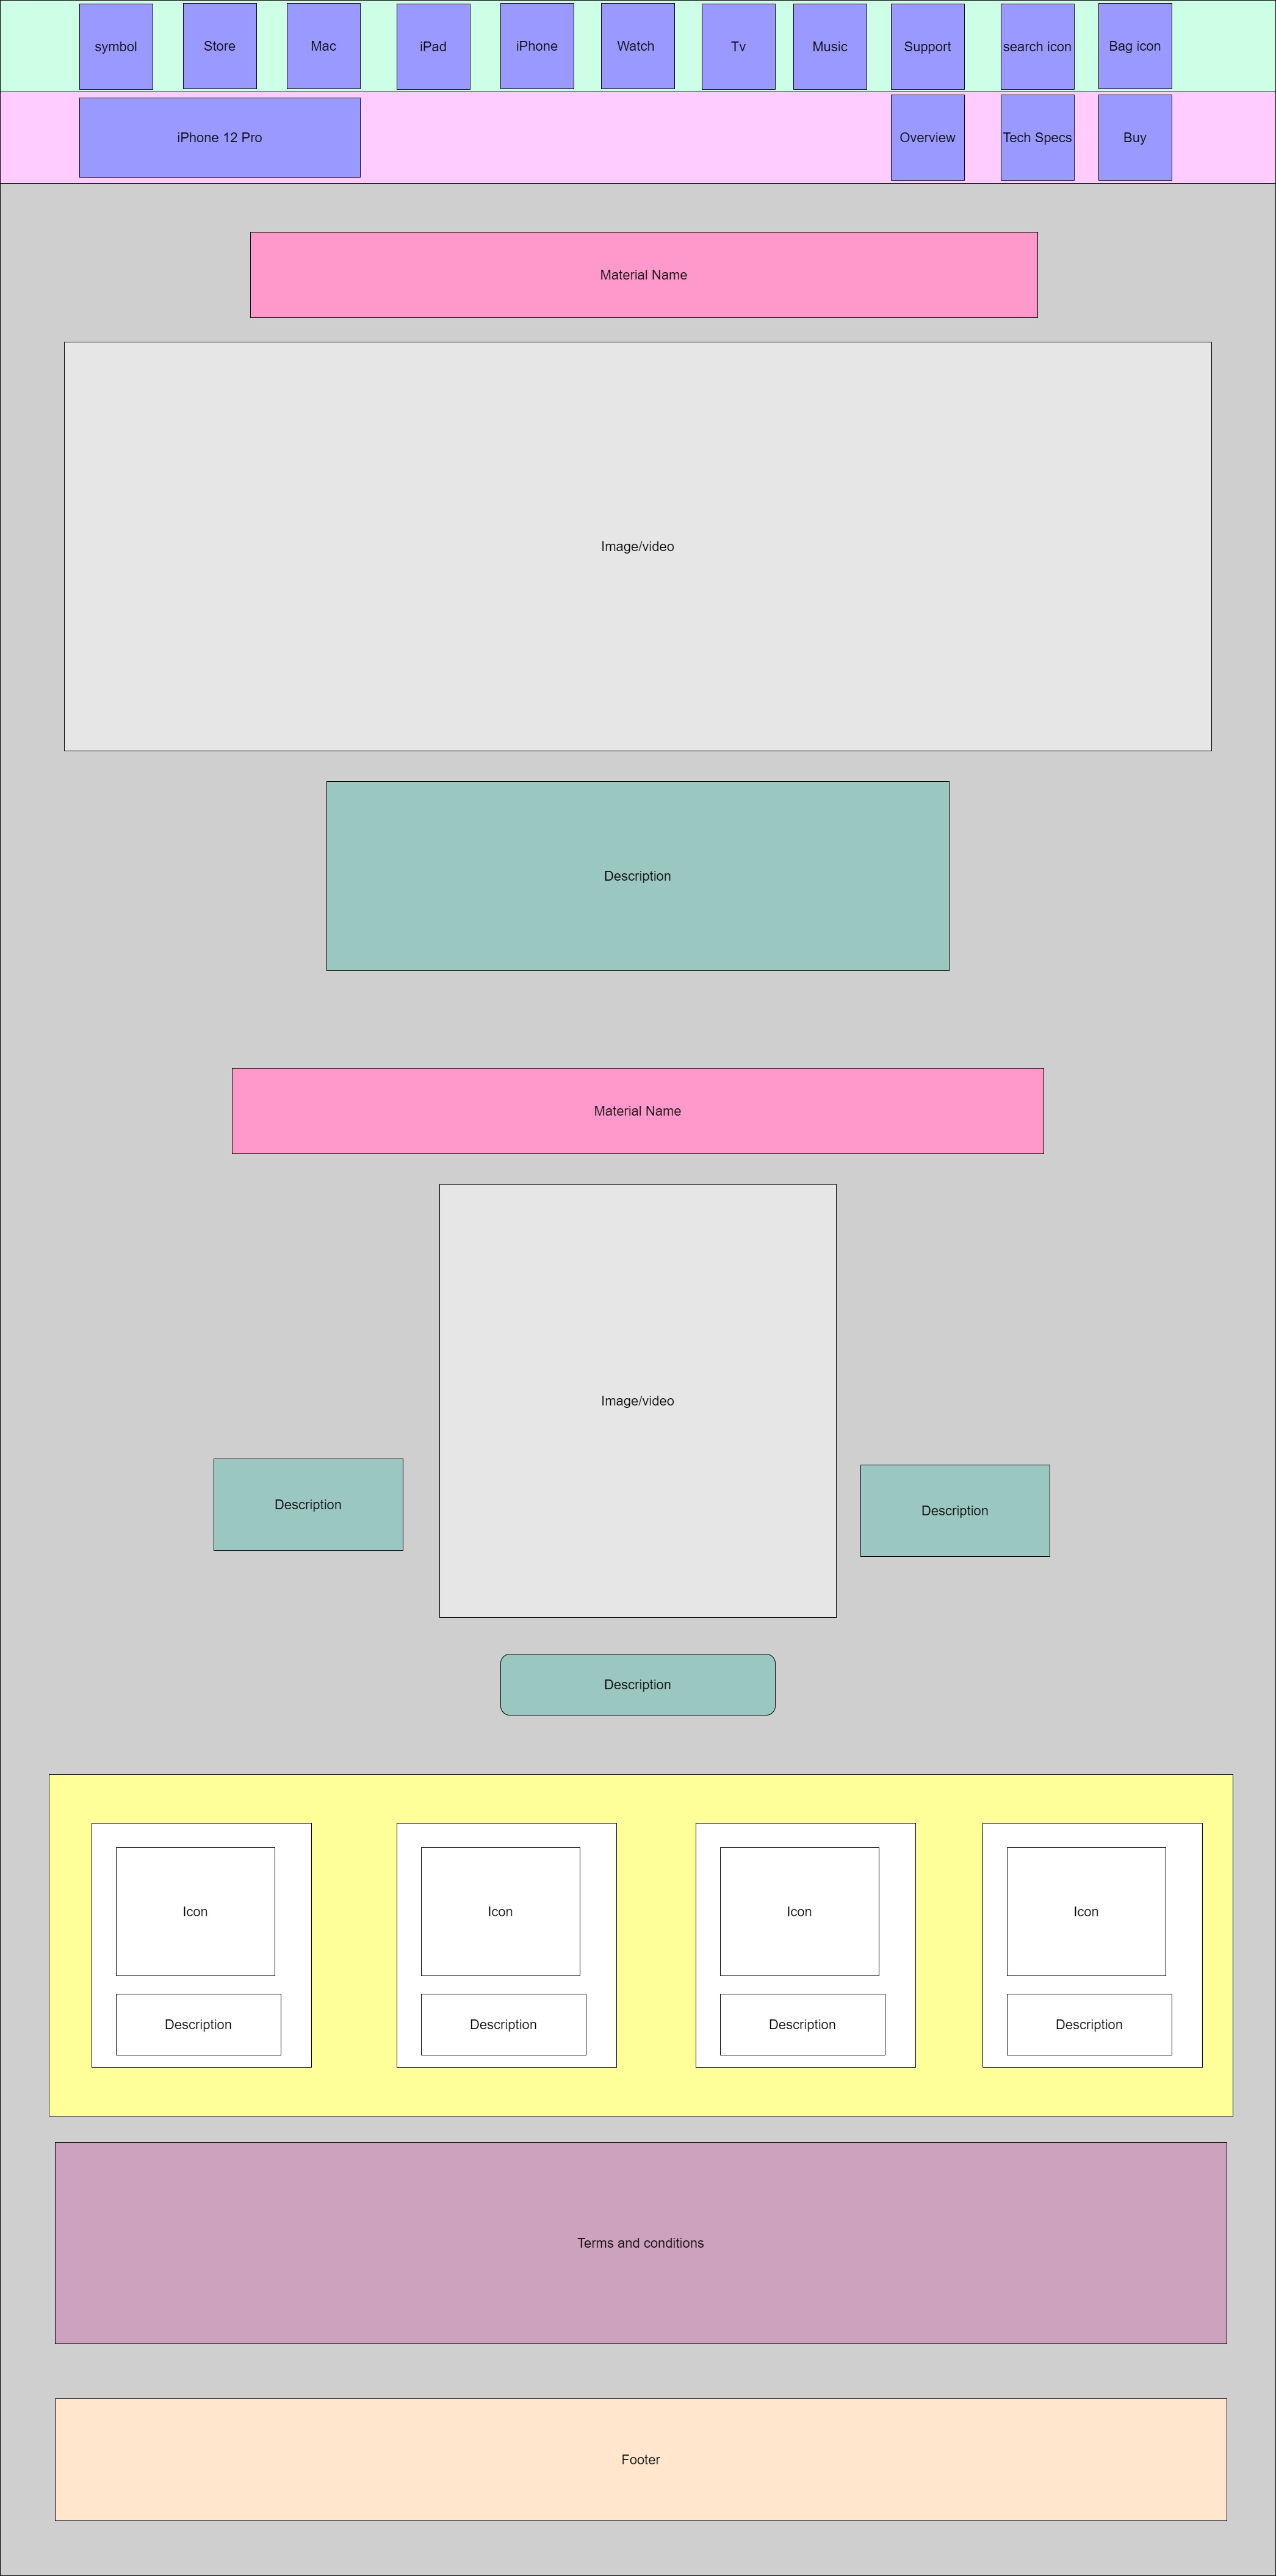 symbol
Store
Mac
iPad
iPhone
Watch
Tv
Music
Support
search icon
Bag icon
iPhone 12 Pro
Overview
Tech Specs
Buy
Material Name
Image/video
Description
Material Name
Image/video
Description
Description
Description
Icon
Icon
Icon
Icon
Description
Description
Description
Description
Terms and conditions
Footer